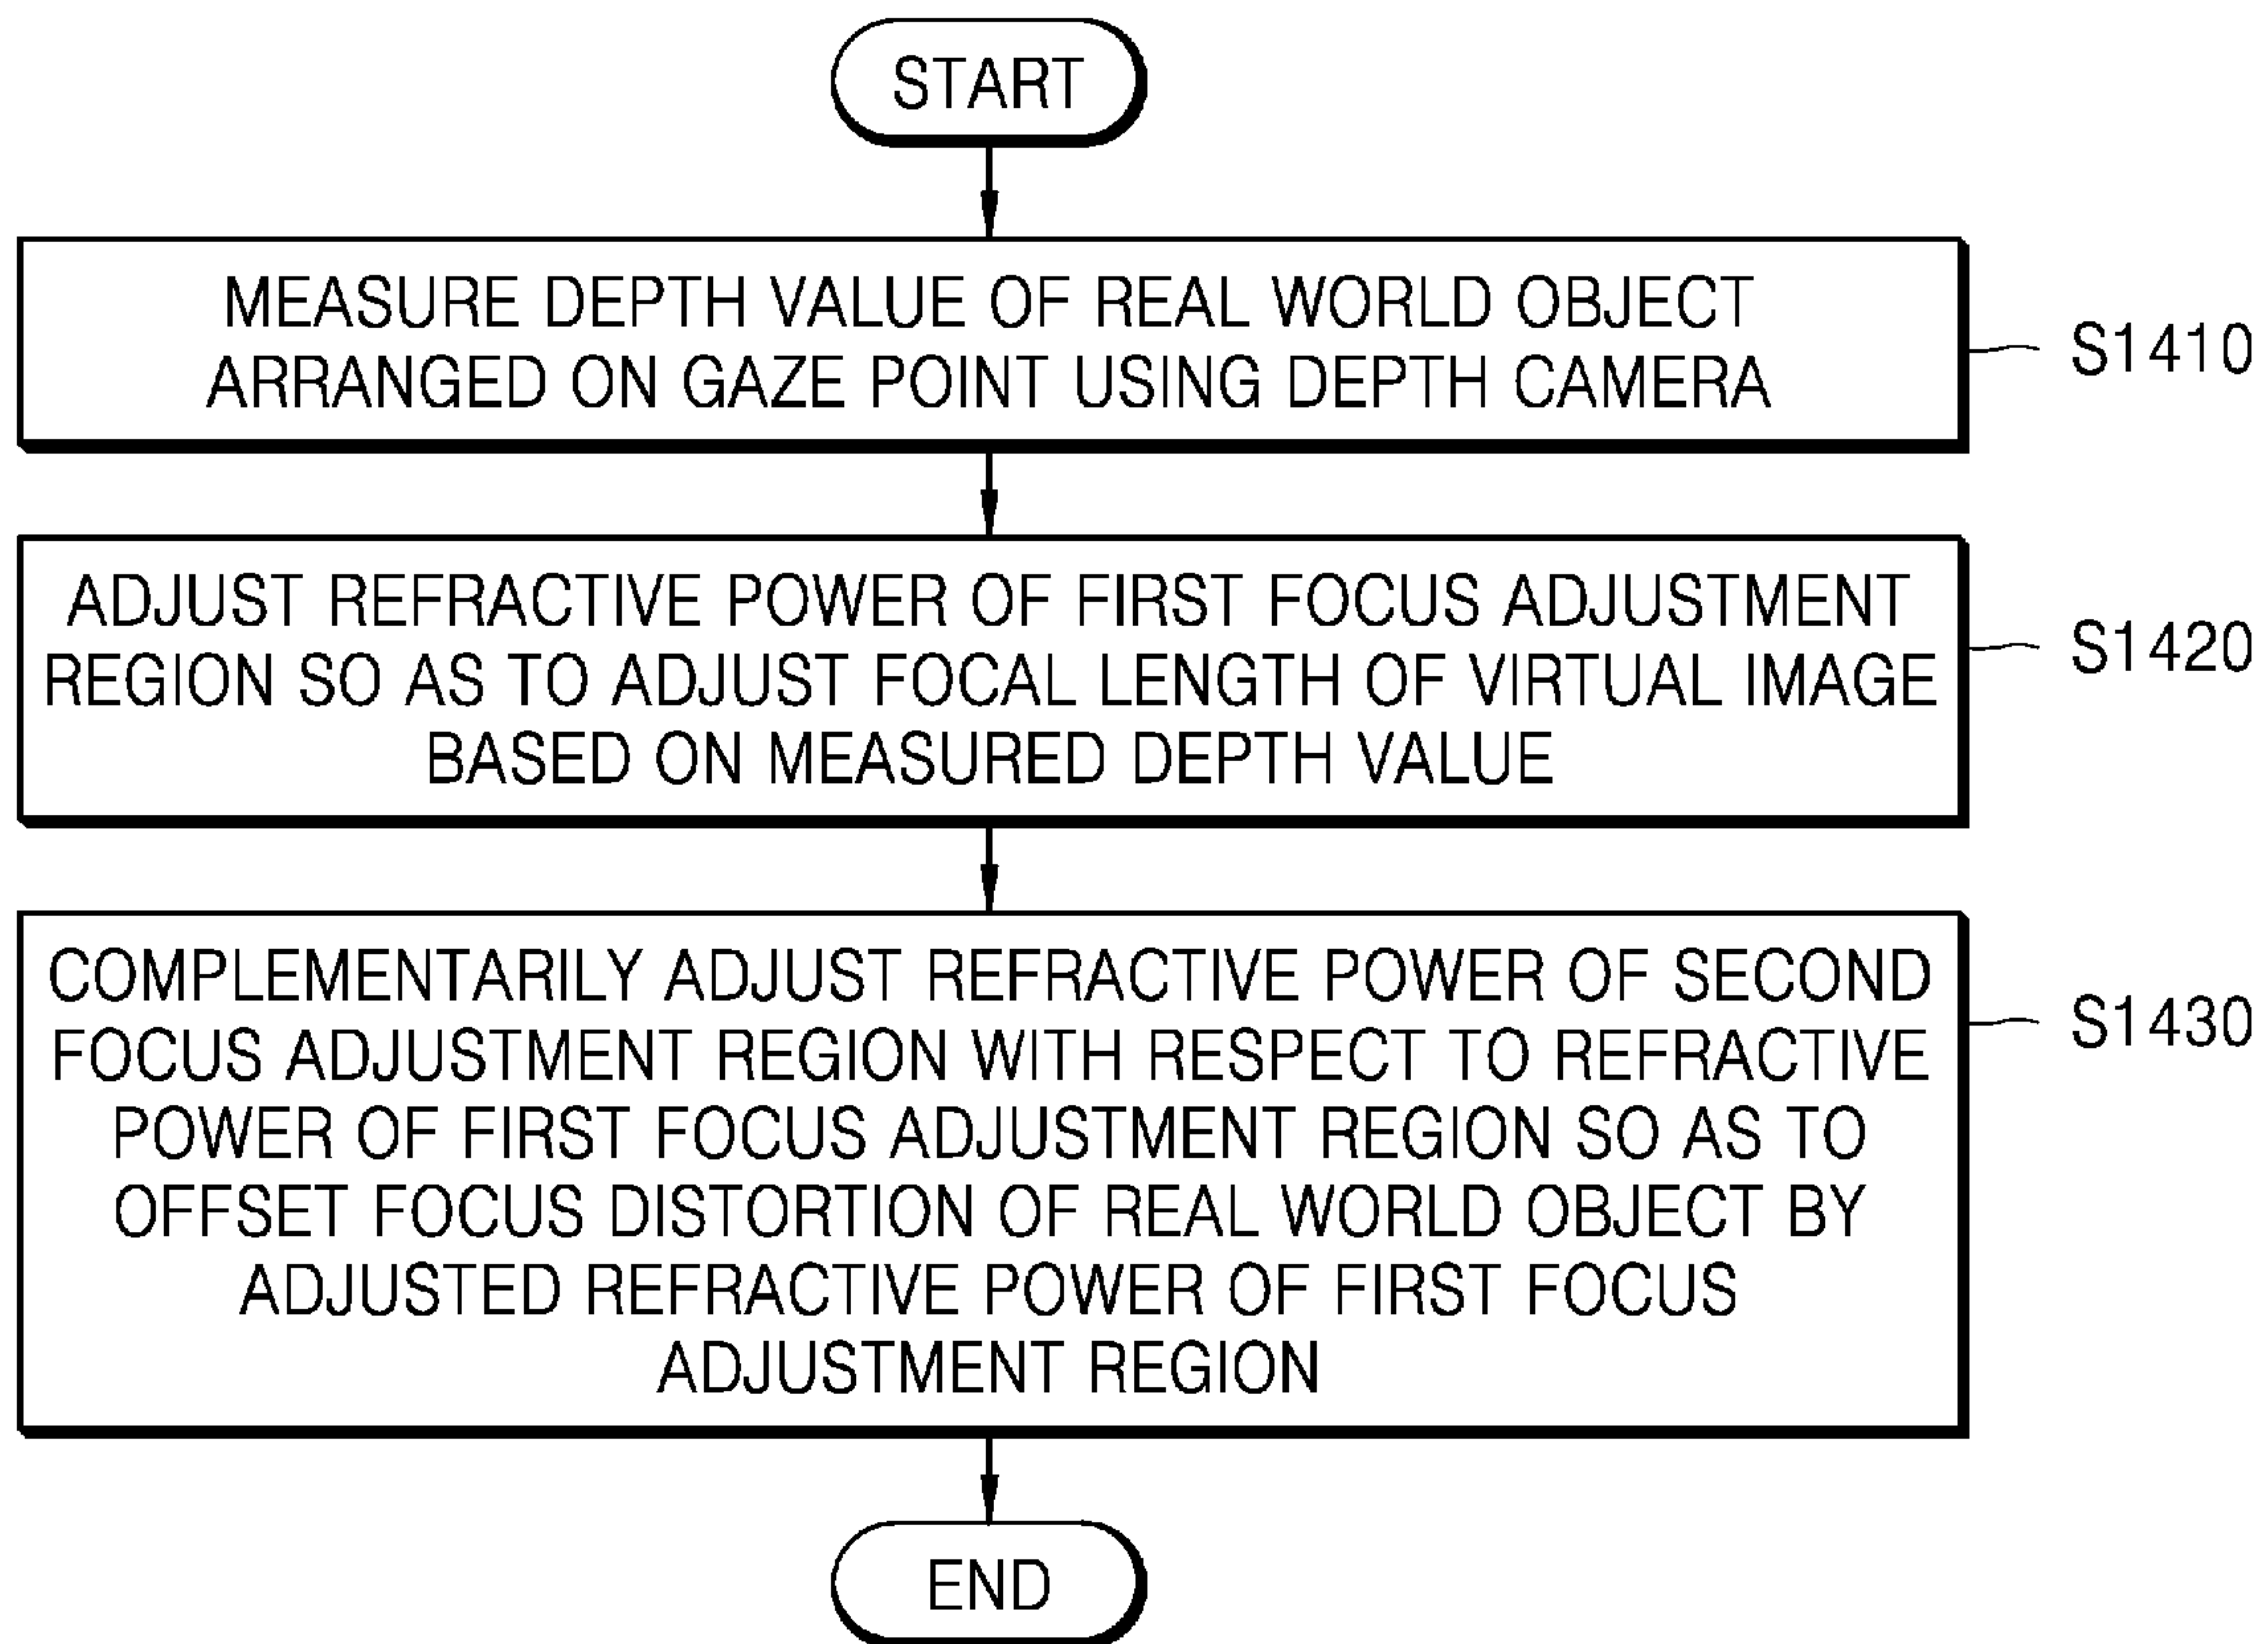 START
MEASURE DEPTH VALUE OF REAL WORLD OBJECT
ARRANGED ON GAZE POINT USING DEPTH CAMERA
S1410
ADJUST REFRACTIVE POWER OF FIRST FOCUS ADJUSTMENT
REGION SO AS TO ADJUST FOCAL LENGTH OF VIRTUAL IMAGE
BASED ON MEASURED DEPTH VALUE
S1420
COMPLEMENTARILY ADJUST REFRACTIVE POWER OF SECOND
FOCUS ADJUSTMENT REGION WITH RESPECT TO REFRACTIVE
POWER OF FIRST FOCUS ADJUSTMENT REGION SO AS TO
OFFSET FOCUS DISTORTION OF REAL WORLD OBJECT BY
ADJUSTED REFRACTIVE POWER OF FIRST FOCUS
ADJUSTMENT REGION
S1430
END